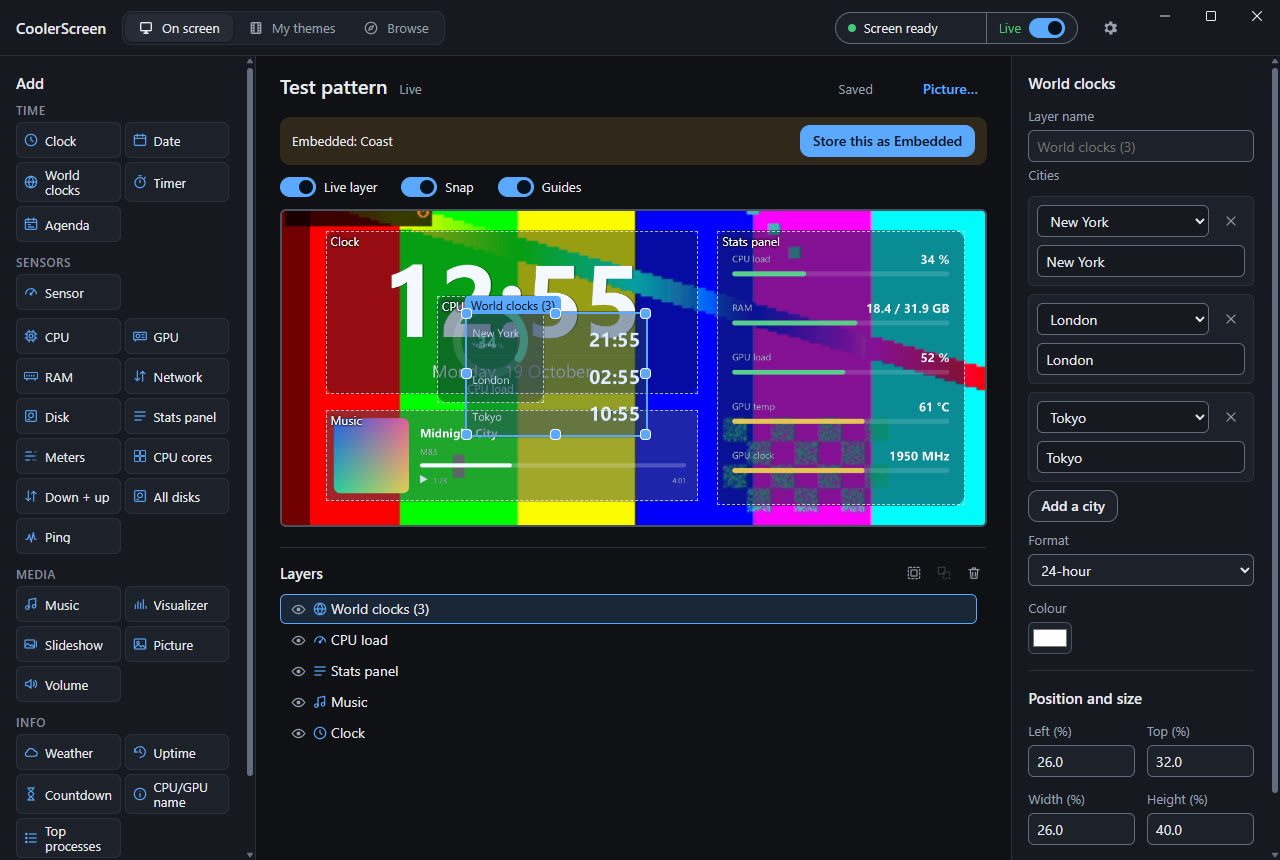 CoolerScreen
On screen
My themes
Browse
Screen ready
Live
Add
TIME
Clock
Date
World clocks
Timer
Agenda
SENSORS
Sensor
CPU
GPU
RAM
Network
Disk
Stats panel
Meters
CPU cores
Down + up
All disks
Ping
MEDIA
Music
Visualizer
Slideshow
Picture
Volume
INFO
Weather
Uptime
Countdown
CPU/GPU name
Top processes
Test pattern
Live
Saved
Picture...
Embedded: Coast
Store this as Embedded
Live layer
Snap
Guides
Clock
12:55
Monday, 19 October
CPU
34
CPU load
World clocks (3)
New York 21:55
London 02:55
Tokyo 10:55
Music
Midnight City
M83
1:23
4:01
Stats panel
CPU load 34 %
RAM 18.4 / 31.9 GB
GPU load 52 %
GPU temp 61 °C
GPU clock 1950 MHz
Layers
World clocks (3)
CPU load
Stats panel
Music
Clock
World clocks
Layer name
World clocks (3)
Cities
New York
New York
London
London
Tokyo
Tokyo
Add a city
Format
24-hour
Colour
Position and size
Left (%)
Top (%)
26.0
32.0
Width (%)
Height (%)
26.0
40.0